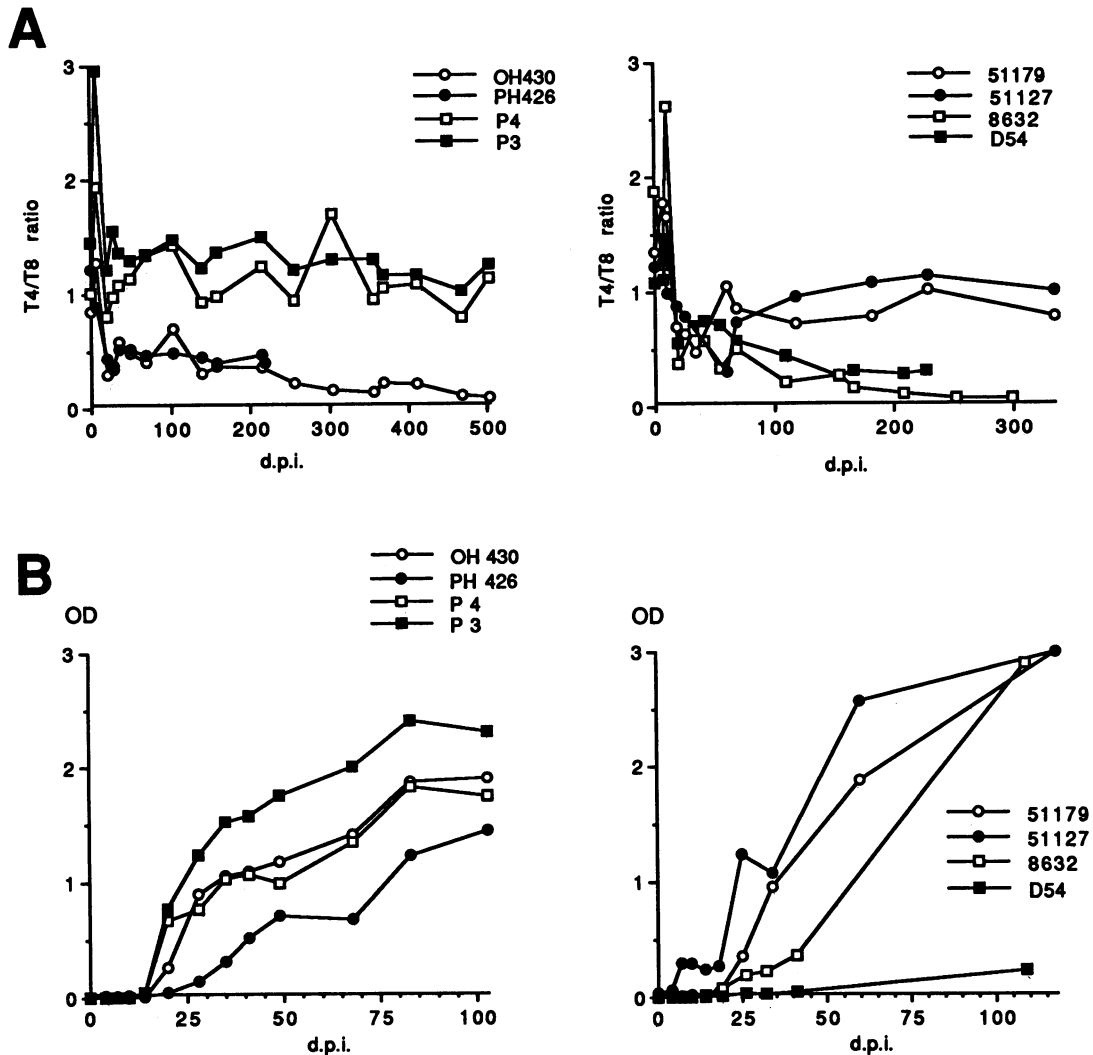 A
3
2
1
0
T4/T8 ratio
0 100 200 300 400 500
d.p.i.
OH430
PH426
P4
P3
3
2
1
0
T4/T8 ratio
0 100 200 300
d.p.i.
51179
51127
8632
D54
B
OD
3
2
1
0
0 25 50 75 100
d.p.i.
OH 430
PH 426
P 4
P 3
OD
3
2
1
0
0 25 50 75 100
d.p.i.
51179
51127
8632
D54